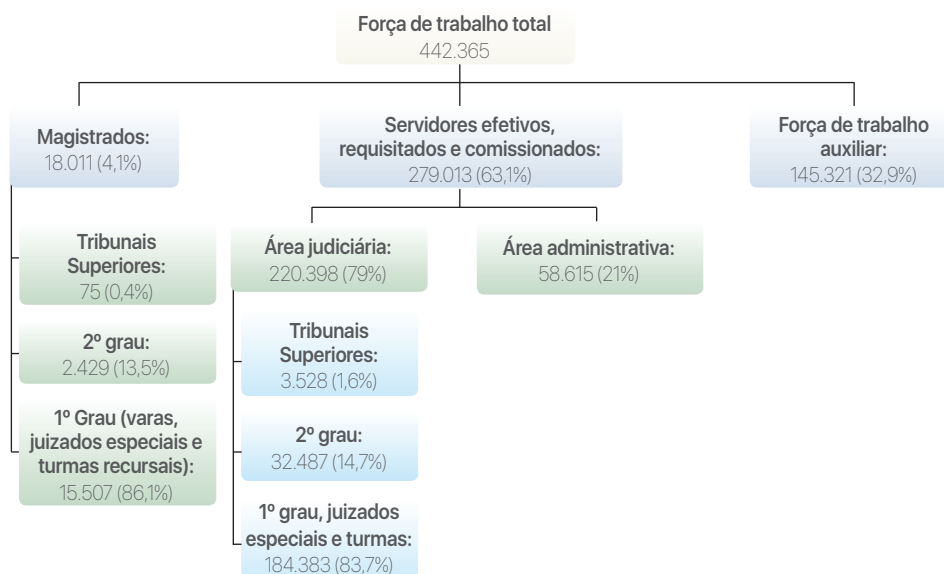 Força de trabalho total
442.365
Magistrados:
18.011 (4,1%)
Servidores efetivos,
requisitados e comissionados:
279.013 (63,1%)
Força de trabalho
auxiliar:
145.321 (32,9%)
Tribunais
Superiores:
75 (0,4%)
2º grau:
2.429 (13,5%)
1º Grau (varas,
juizados especiais e
turmas recursais):
15.507 (86,1%)
Área judiciária:
220.398 (79%)
Tribunais
Superiores:
3.528 (1,6%)
2º grau:
32.487 (14,7%)
1º grau, juizados
especiais e turmas:
184.383 (83,7%)
Área administrativa:
58.615 (21%)